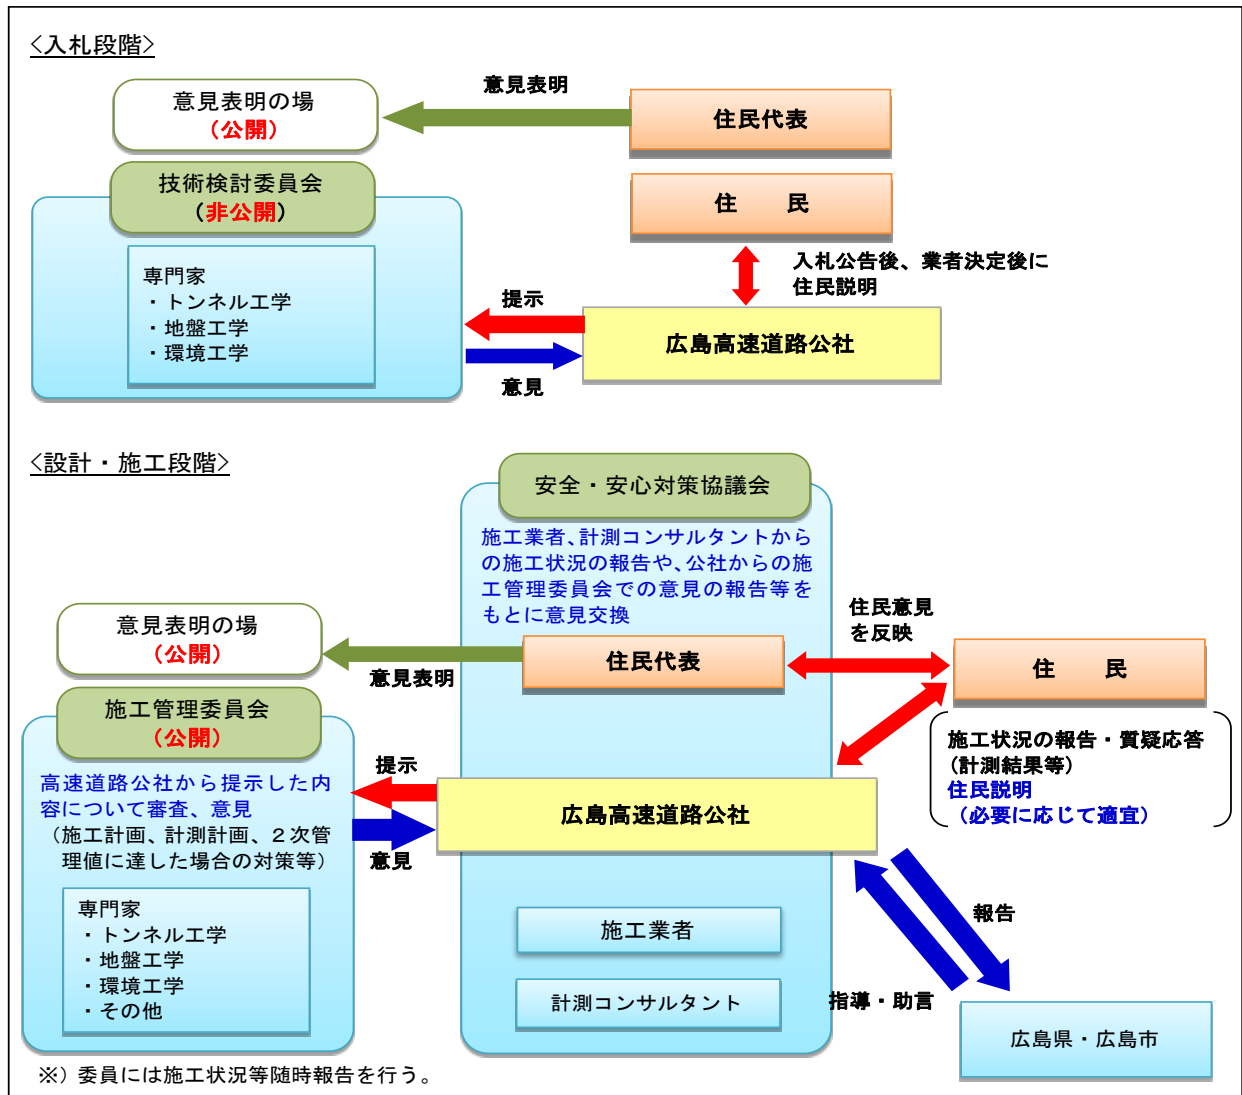 <入札段階>
意見表明の場
(公開)
意見表明
住民代表
技術検討委員会
(非公開)
住　　民
専門家
・トンネル工学
・地盤工学
・環境工学
入札公告後、業者決定後に
住民説明
提示
広島高速道路公社
意見
<設計・施工段階>
安全・安心対策協議会
施工業者、計測コンサルタントから
の施工状況の報告や、公社からの施
工管理委員会での意見の報告等を
もとに意見交換
意見表明の場
(公開)
意見表明
住民代表
住民意見
を反映
住　　民
施工管理委員会
(公開)
高速道路公社から提示した内
容について審査、意見
(施工計画、計測計画、２次管
理値に達した場合の対策等)
提示
広島高速道路公社
意見
施工状況の報告・質疑応答
(計測結果等)
住民説明
(必要に応じて適宜)
専門家
・トンネル工学
・地盤工学
・環境工学
・その他
施工業者
計測コンサルタント
報告
指導・助言
広島県・広島市
※）委員には施工状況等随時報告を行う。